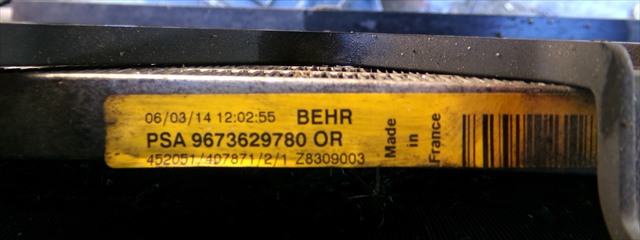 06/03/14 12:02:55 BEHR
PSA 9673629780 OR
452051/407871/2/1 Z8309003
Made
in
France